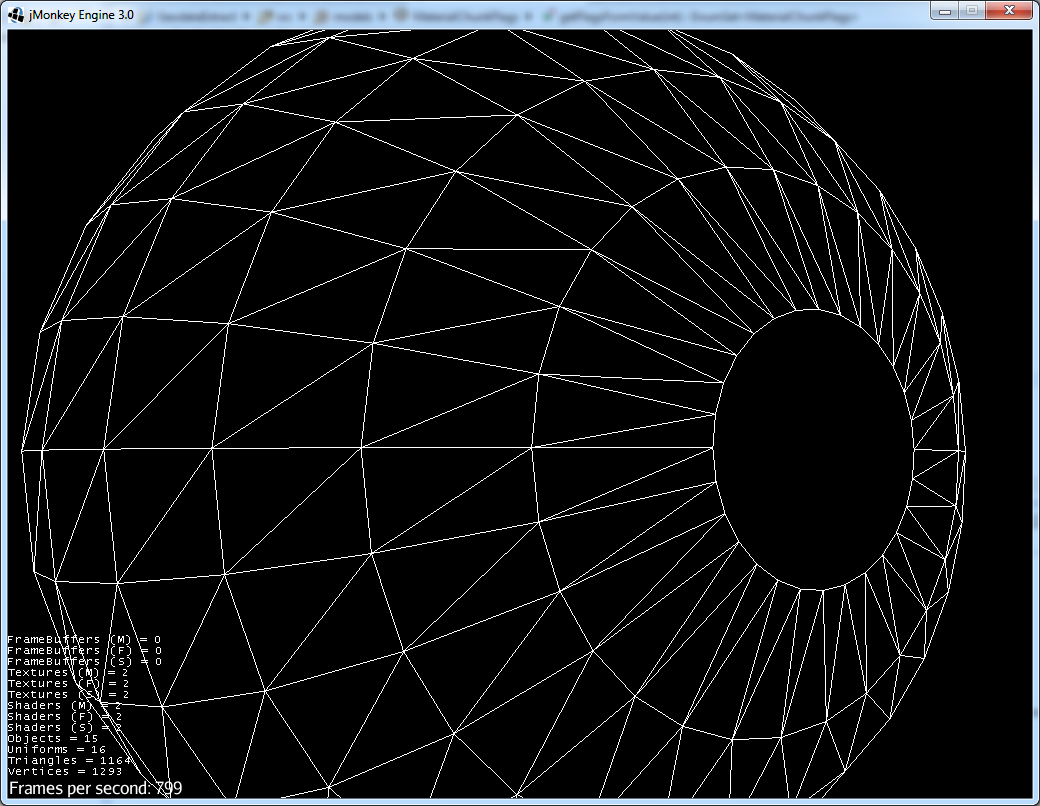 jMonkey Engine 3.0
FrameBuffers (M) = 0
FrameBuffers (F) = 0
FrameBuffers (S) = 0
Textures (M) = 2
Textures (F) = 2
Textures (S) = 2
Shaders (M) = 2
Shaders (F) = 2
Shaders (S) = 2
Objects = 15
Uniforms = 16
Triangles = 1164
Vertices = 1293
Frames per second: 799